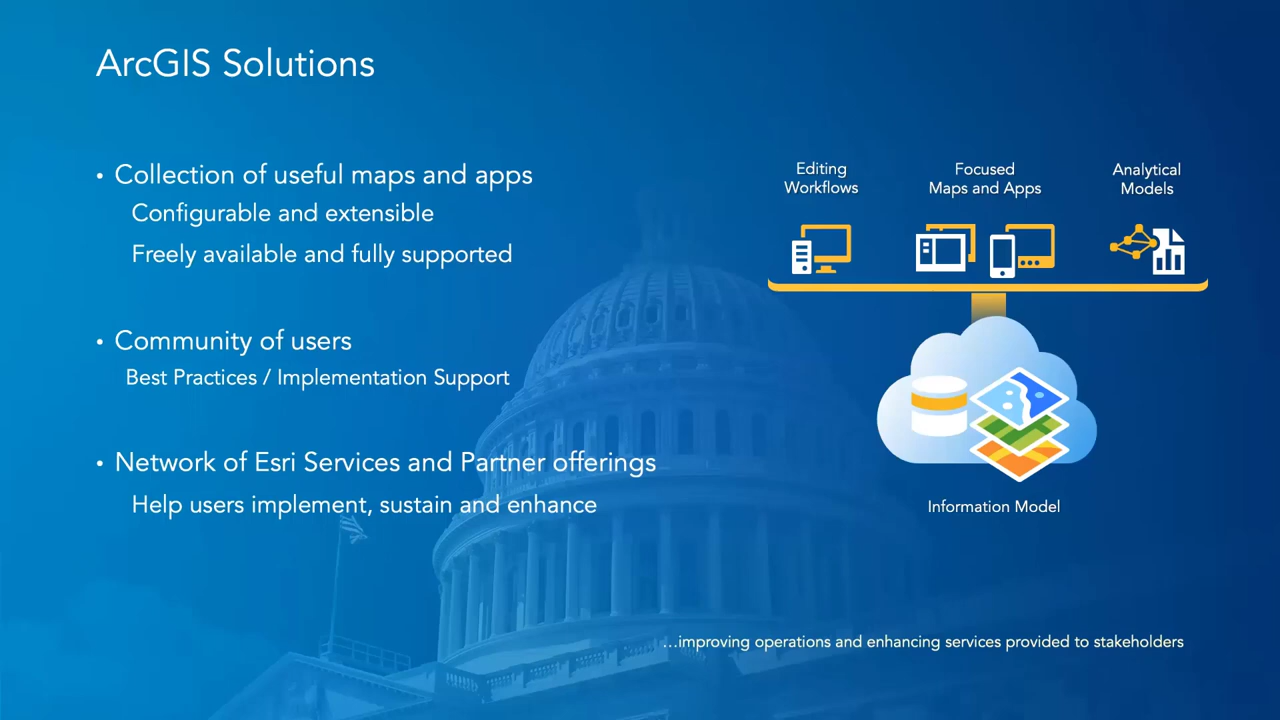 ArcGIS Solutions
• Collection of useful maps and apps
Configurable and extensible
Freely available and fully supported
• Community of users
Best Practices / Implementation Support
• Network of Esri Services and Partner offerings
Help users implement, sustain and enhance
Editing
Workflows
Focused
Maps and Apps
Analytical
Models
Information Model
...improving operations and enhancing services provided to stakeholders